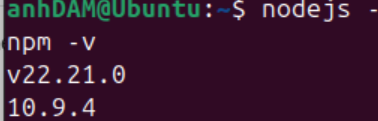 anhDAM@Ubuntu:~$ nodejs -
npm -v
v22.21.0
10.9.4